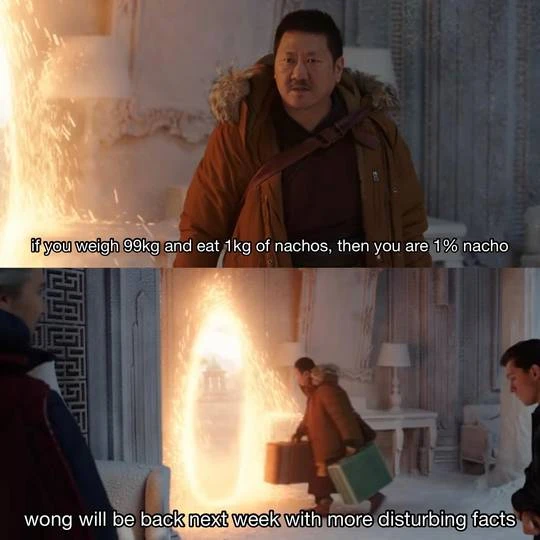 if you weigh 99kg and eat 1kg of nachos, then you are 1% nacho
wong will be back next week with more disturbing facts